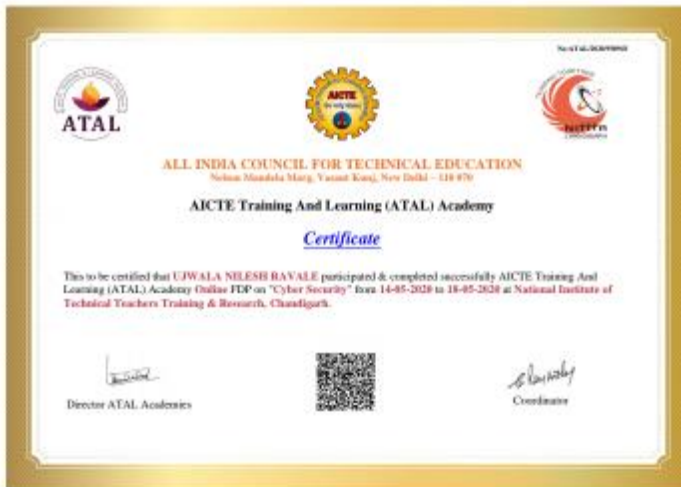 ATAL
AICTE
ALL INDIA COUNCIL FOR TECHNICAL EDUCATION
Nelson Mandela Marg, Vasant Kunj, New Delhi – 110 070
AICTE Training And Learning (ATAL) Academy
Certificate
This to be certified that UJWALA NILESH RAVALE participated & completed successfully AICTE Training And
Learning (ATAL) Academy Online FDP on "Cyber Security" from 14-05-2020 to 18-05-2020 at National Institute of
Technical Teachers Training & Research, Chandigarh.
Director ATAL Academies
Coordinator